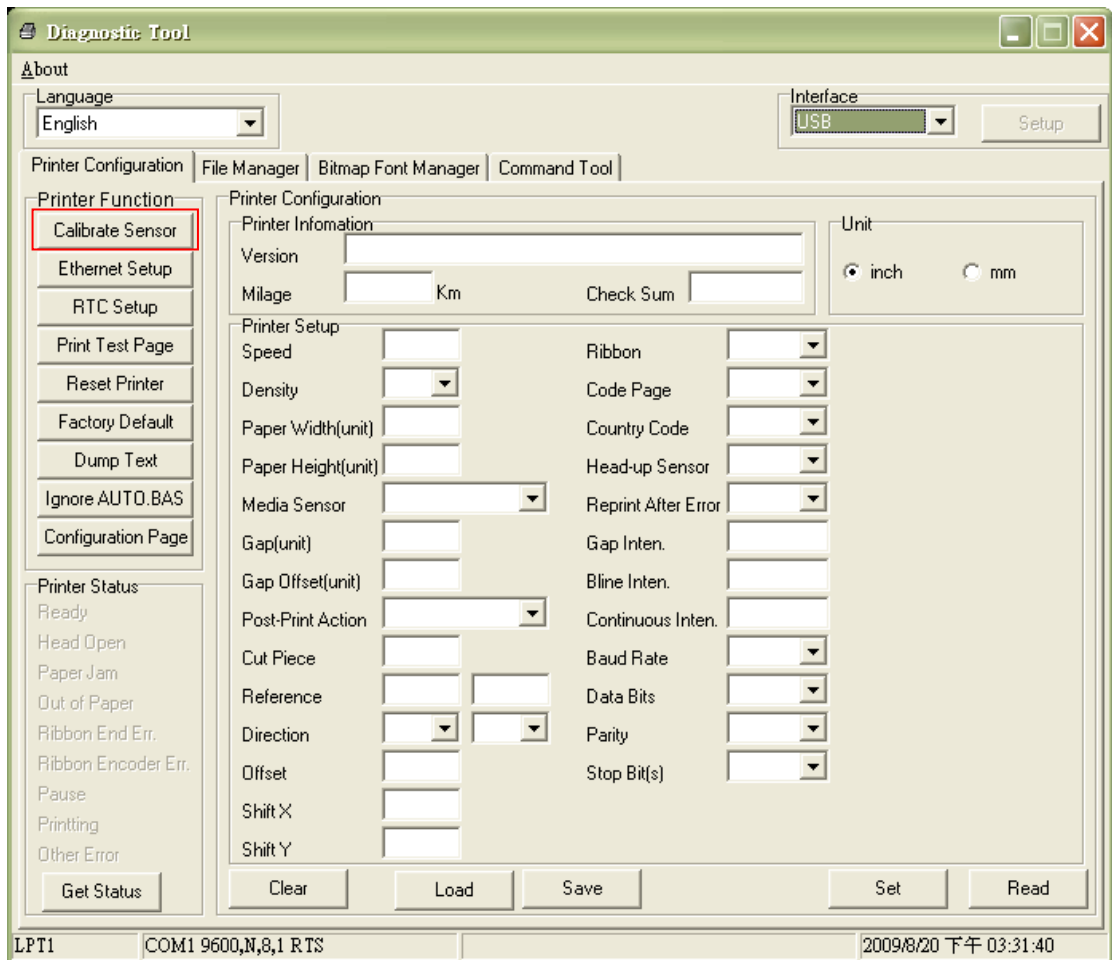 Diagnostic Tool
About
Language
English
Interface
USB
Setup
Printer Configuration
File Manager
Bitmap Font Manager
Command Tool
Printer Function
Calibrate Sensor
Ethernet Setup
RTC Setup
Print Test Page
Reset Printer
Factory Default
Dump Text
Ignore AUTO.BAS
Configuration Page
Printer Status
Ready
Head Open
Paper Jam
Out of Paper
Ribbon End Err.
Ribbon Encoder Err.
Pause
Printting
Other Error
Get Status
Printer Configuration
Printer Infomation
Version
Milage
Km
Check Sum
Unit
inch
mm
Printer Setup
Speed
Density
Paper Width(unit)
Paper Height(unit)
Media Sensor
Gap(unit)
Gap Offset(unit)
Post-Print Action
Cut Piece
Reference
Direction
Offset
Shift X
Shift Y
Ribbon
Code Page
Country Code
Head-up Sensor
Reprint After Error
Gap Inten.
Bline Inten.
Continuous Inten.
Baud Rate
Data Bits
Parity
Stop Bit(s)
Clear
Load
Save
Set
Read
LPT1
COM1 9600,N,8,1 RTS
2009/8/20 下午 03:31:40